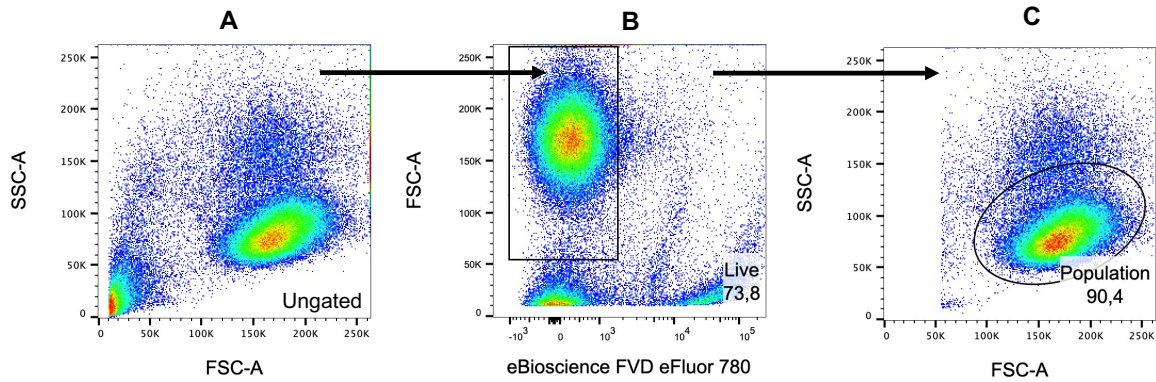 A
B
C
250K
200K
150K
100K
50K
0
SSC-A
Ungated
0
50K
100K
150K
200K
250K
FSC-A
250K
200K
150K
100K
50K
0
FSC-A
Live
73,8
-10³
0
10³
10⁴
10⁵
eBioscience FVD eFluor 780
250K
200K
150K
100K
50K
0
SSC-A
Population
90,4
0
50K
100K
150K
200K
250K
FSC-A